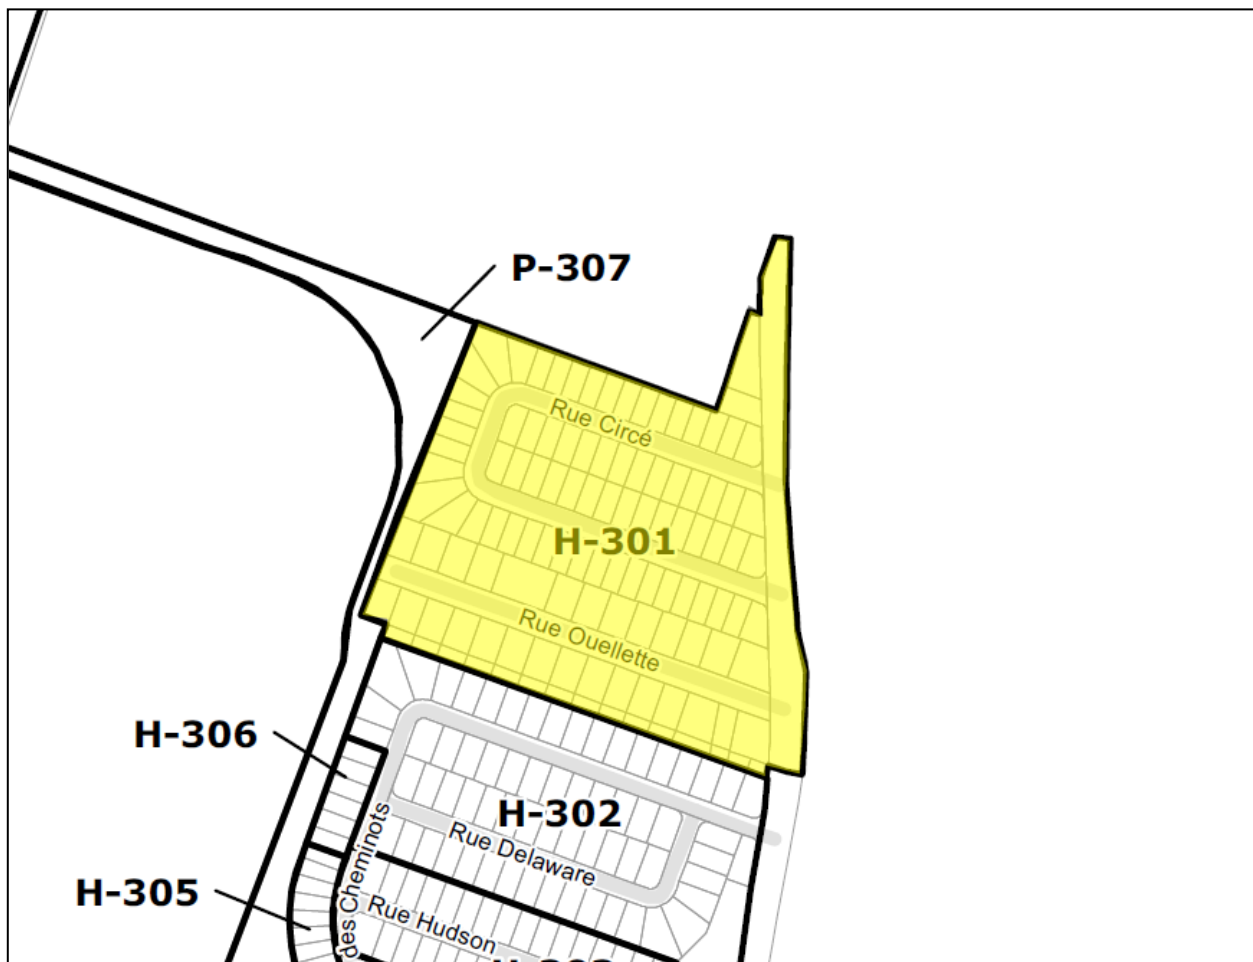 P-307
Rue Circé
H-301
Rue Ouellette
H-306
H-302
Rue Delaware
des Cheminots
H-305
Rue Hudson